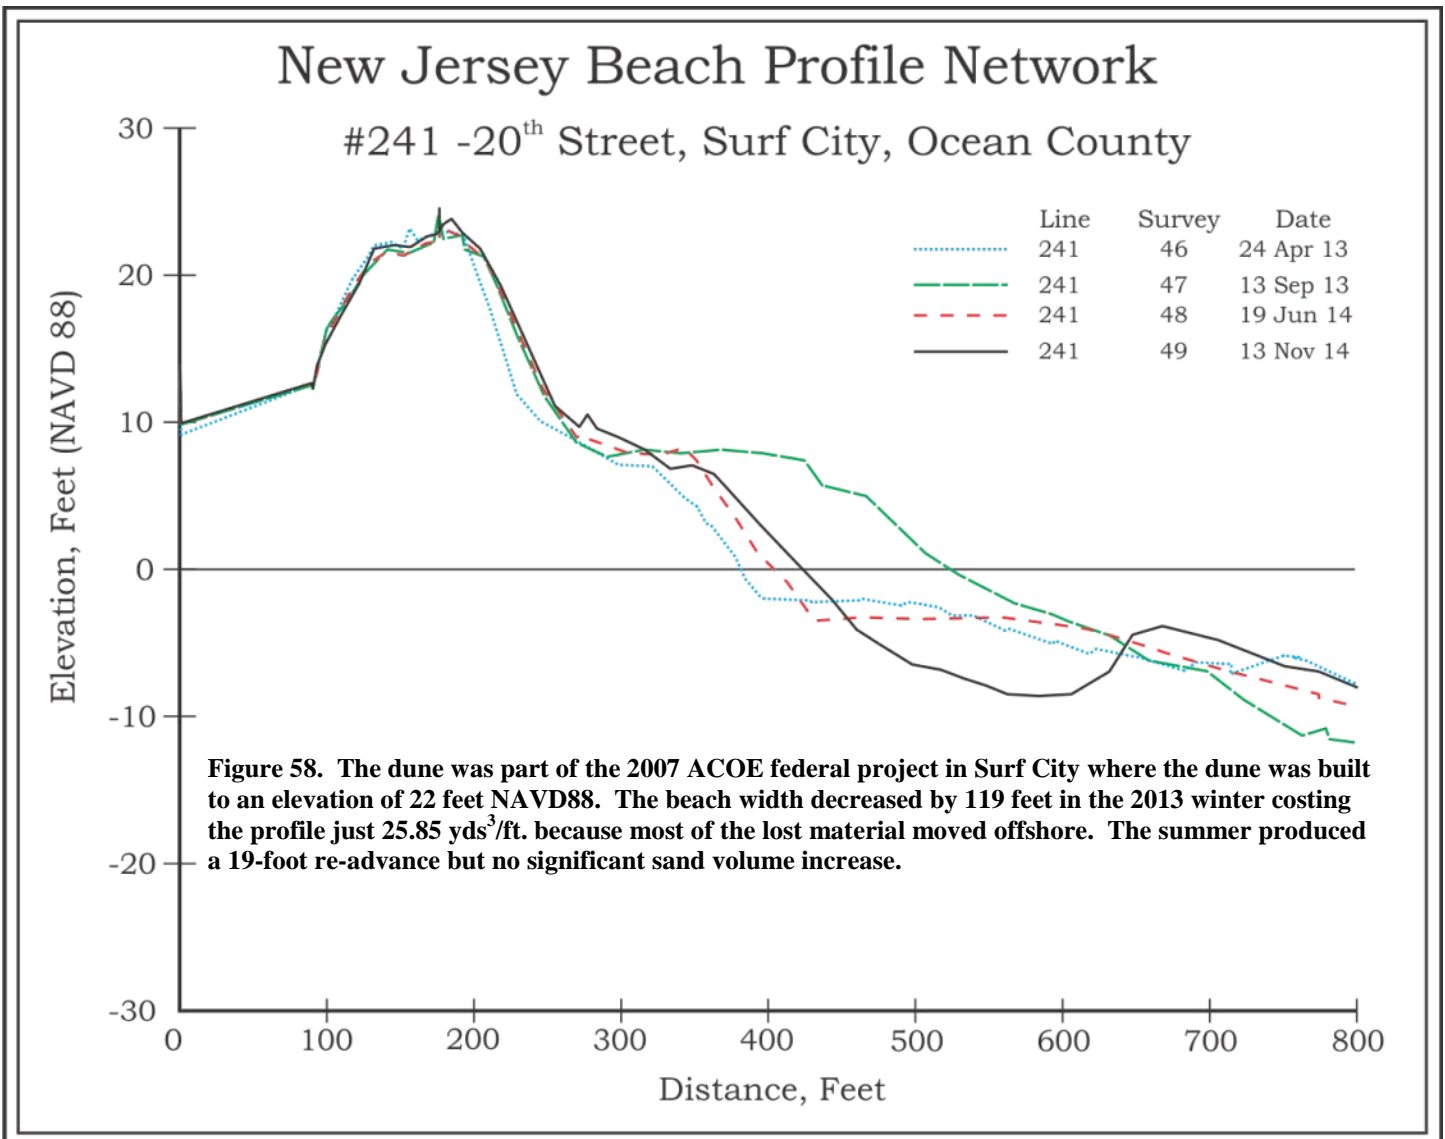 New Jersey Beach Profile Network
#241 -20th Street, Surf City, Ocean County
Line Survey Date
241 46 24 Apr 13
241 47 13 Sep 13
241 48 19 Jun 14
241 49 13 Nov 14
Elevation, Feet (NAVD 88)
30
20
10
0
-10
-20
-30
Figure 58. The dune was part of the 2007 ACOE federal project in Surf City where the dune was built
to an elevation of 22 feet NAVD88. The beach width decreased by 119 feet in the 2013 winter costing
the profile just 25.85 yds3/ft. because most of the lost material moved offshore. The summer produced
a 19-foot re-advance but no significant sand volume increase.
0 100 200 300 400 500 600 700 800
Distance, Feet